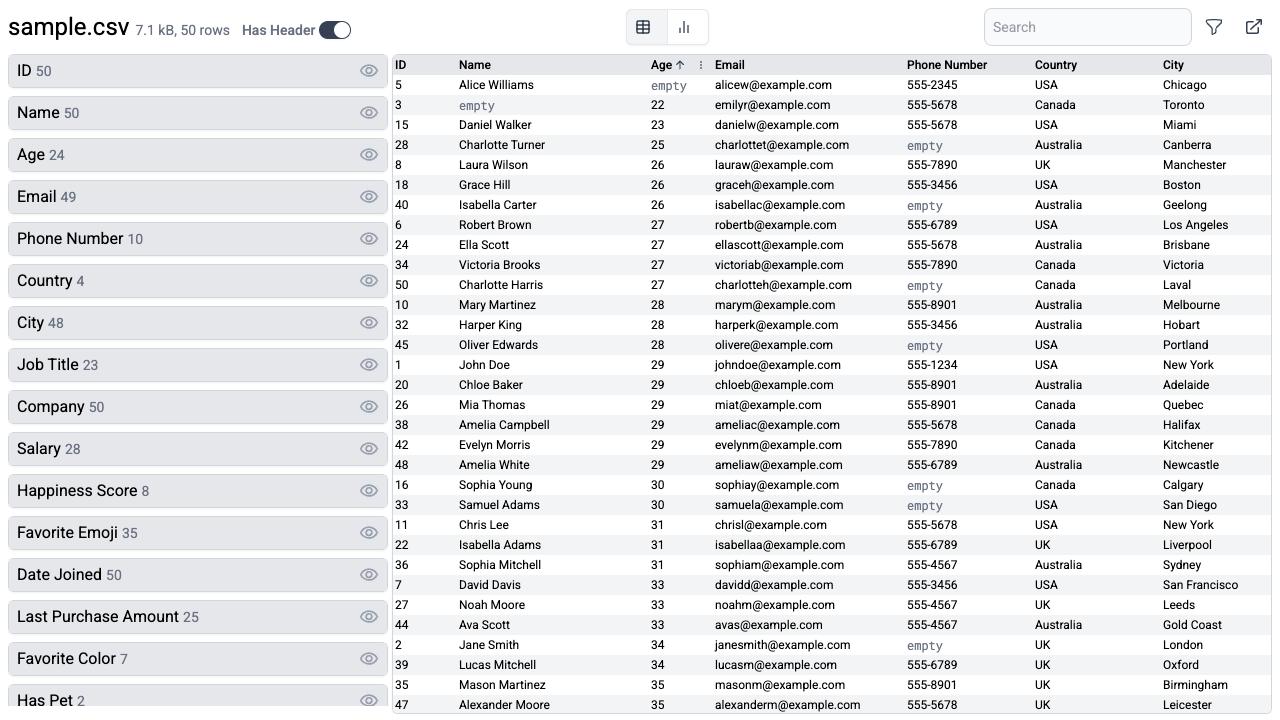 sample.csv 7.1 kB, 50 rows Has Header Search
ID 50
Name 50
Age 24
Email 49
Phone Number 10
Country 4
City 48
Job Title 23
Company 50
Salary 28
Happiness Score 8
Favorite Emoji 35
Date Joined 50
Last Purchase Amount 25
Favorite Color 7
Has Pet 2
ID Name Age Email Phone Number Country City
5 Alice Williams empty alicew@example.com 555-2345 USA Chicago
3 empty 22 emilyr@example.com 555-5678 Canada Toronto
15 Daniel Walker 23 danielw@example.com 555-5678 USA Miami
28 Charlotte Turner 25 charlottet@example.com empty Australia Canberra
8 Laura Wilson 26 lauraw@example.com 555-7890 UK Manchester
18 Grace Hill 26 graceh@example.com 555-3456 USA Boston
40 Isabella Carter 26 isabellac@example.com empty Australia Geelong
6 Robert Brown 27 robertb@example.com 555-6789 USA Los Angeles
24 Ella Scott 27 ellascott@example.com 555-5678 Australia Brisbane
34 Victoria Brooks 27 victoriab@example.com 555-7890 Canada Victoria
50 Charlotte Harris 27 charlotteh@example.com empty Canada Laval
10 Mary Martinez 28 marym@example.com 555-8901 Australia Melbourne
32 Harper King 28 harperk@example.com 555-3456 Australia Hobart
45 Oliver Edwards 28 olivere@example.com empty USA Portland
1 John Doe 29 johndoe@example.com 555-1234 USA New York
20 Chloe Baker 29 chloeb@example.com 555-8901 Australia Adelaide
26 Mia Thomas 29 miat@example.com 555-8901 Canada Quebec
38 Amelia Campbell 29 ameliac@example.com 555-5678 Canada Halifax
42 Evelyn Morris 29 evelynm@example.com 555-7890 Canada Kitchener
48 Amelia White 29 ameliaw@example.com 555-6789 Australia Newcastle
16 Sophia Young 30 sophiay@example.com empty Canada Calgary
33 Samuel Adams 30 samuela@example.com empty USA San Diego
11 Chris Lee 31 chrisl@example.com 555-5678 USA New York
22 Isabella Adams 31 isabellaa@example.com 555-6789 UK Liverpool
36 Sophia Mitchell 31 sophiam@example.com 555-4567 Australia Sydney
7 David Davis 33 davidd@example.com 555-3456 USA San Francisco
27 Noah Moore 33 noahm@example.com 555-4567 UK Leeds
44 Ava Scott 33 avas@example.com 555-4567 Australia Gold Coast
2 Jane Smith 34 janesmith@example.com empty UK London
39 Lucas Mitchell 34 lucasm@example.com 555-6789 UK Oxford
35 Mason Martinez 35 masonm@example.com 555-8901 UK Birmingham
47 Alexander Moore 35 alexanderm@example.com 555-5678 UK Leicester